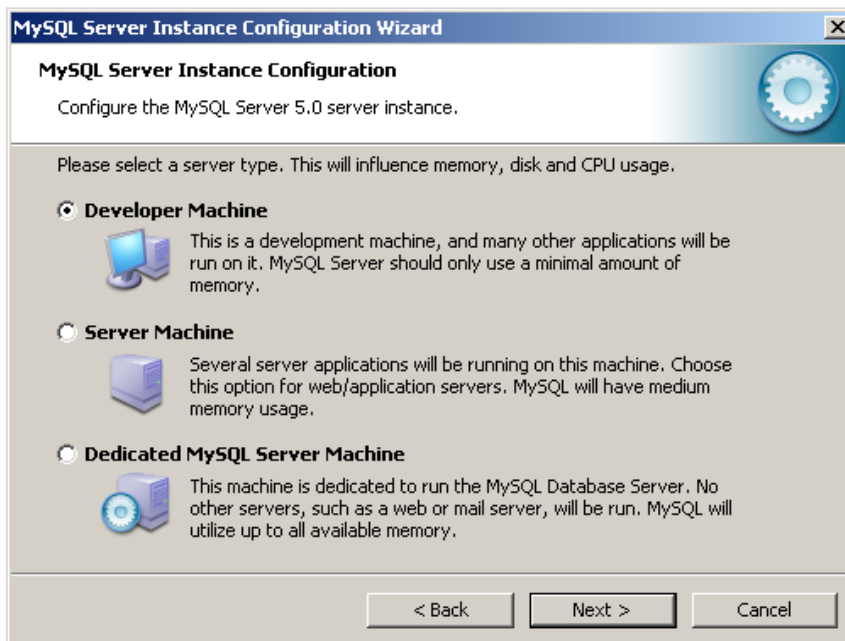 MySQL Server Instance Configuration Wizard
MySQL Server Instance Configuration
Configure the MySQL Server 5.0 server instance.
Please select a server type. This will influence memory, disk and CPU usage.
Developer Machine
This is a development machine, and many other applications will be
run on it. MySQL Server should only use a minimal amount of
memory.
Server Machine
Several server applications will be running on this machine. Choose
this option for web/application servers. MySQL will have medium
memory usage.
Dedicated MySQL Server Machine
This machine is dedicated to run the MySQL Database Server. No
other servers, such as a web or mail server, will be run. MySQL will
utilize up to all available memory.
< Back
Next >
Cancel